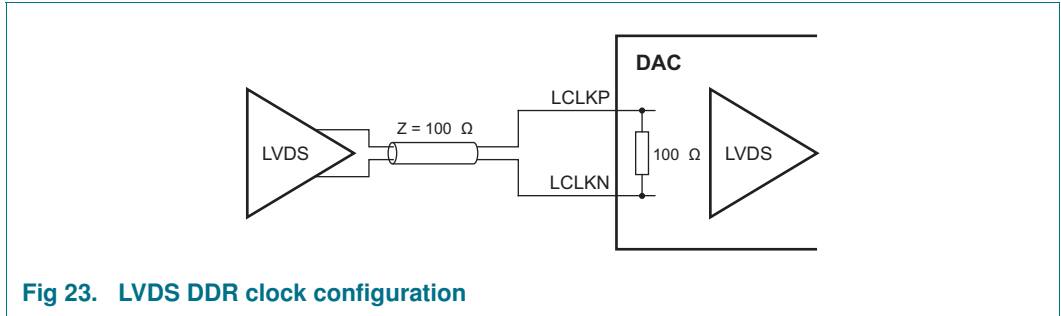 DAC
LCLKP
Z = 100 Ω
LVDS
100 Ω
LVDS
LCLKN
Fig 23. LVDS DDR clock configuration